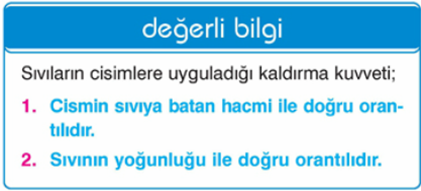 değerli bilgi
Sıvıların cisimlere uyguladığı kaldırma kuvveti;
1. Cismin sıvıya batan hacmi ile doğru oran-
tılıdır.
2. Sıvının yoğunluğu ile doğru orantılıdır.